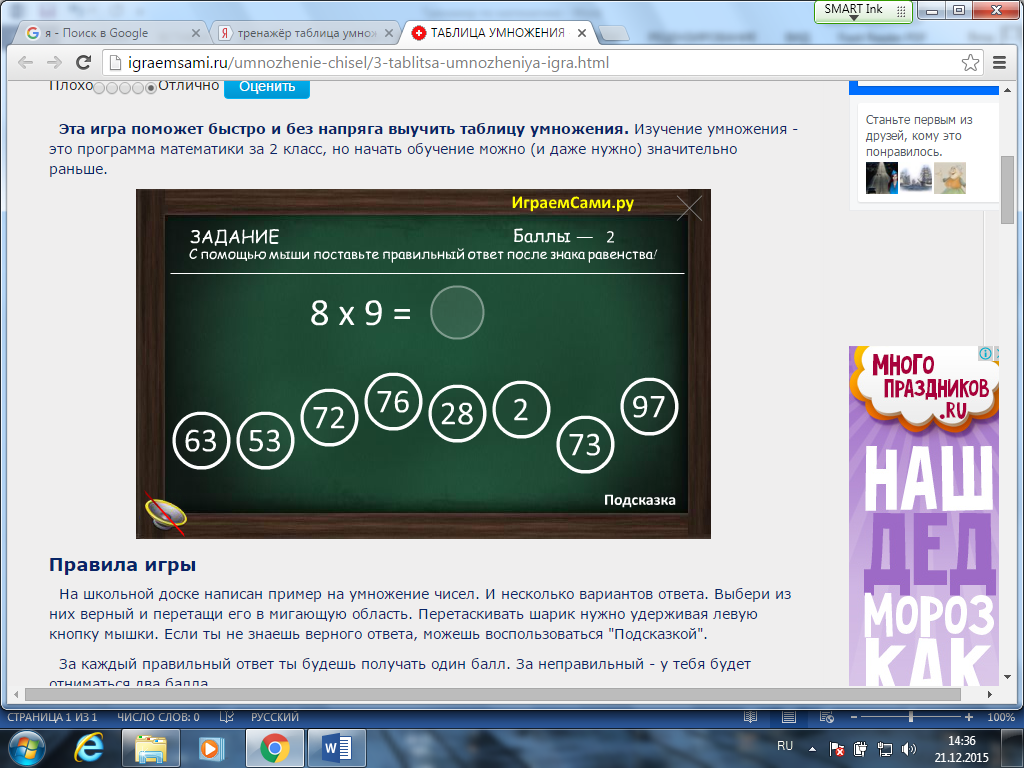 SMART Ink
я - Поиск в Google
тренажёр таблица умнож
ТАБЛИЦА УМНОЖЕНИЯ
igraemsami.ru/umnozhenie-chisel/3-tablitsa-umnozheniya-igra.html
Плохо Отлично Оценить
Эта игра поможет быстро и без напряга выучить таблицу умножения. Изучение умножения -
это программа математики за 2 класс, но начать обучение можно (и даже нужно) значительно
раньше.
Станьте первым из
друзей, кому это
понравилось.
ИграемСами.ру
ЗАДАНИЕ Баллы — 2
С помощью мыши поставьте правильный ответ после знака равенства!
8 x 9 =
63 53 72 76 28 2 73 97
Подсказка
МНОГО
ПРАЗДНИКОВ
.RU
НАШ
ДЕД
МОРОЗ
КАК
Правила игры
На школьной доске написан пример на умножение чисел. И несколько вариантов ответа. Выбери из
них верный и перетащи его в мигающую область. Перетаскивать шарик нужно удерживая левую
кнопку мышки. Если ты не знаешь верного ответа, можешь воспользоваться "Подсказкой".
За каждый правильный ответ ты будешь получать один балл. За неправильный - у тебя будет
отниматься два балла
СТРАНИЦА 1 ИЗ 1 ЧИСЛО СЛОВ: 0 РУССКИЙ 100%
RU 14:36
21.12.2015